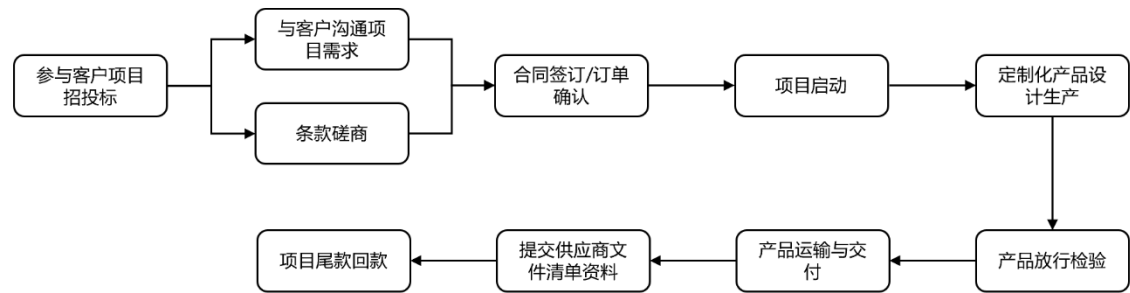 参与客户项目
招投标
与客户沟通项
目需求
条款磋商
合同签订/订单
确认
项目启动
定制化产品设
计生产
产品放行检验
产品运输与交
付
提交供应商文
件清单资料
项目尾款回款